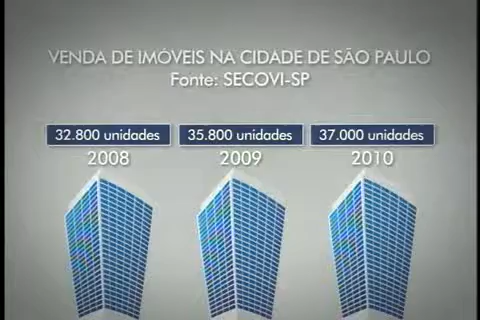 VENDA DE IMÓVEIS NA CIDADE DE SÃO PAULO
Fonte: SECOVI-SP
32.800 unidades 35.800 unidades 37.000 unidades
2008 2009 2010